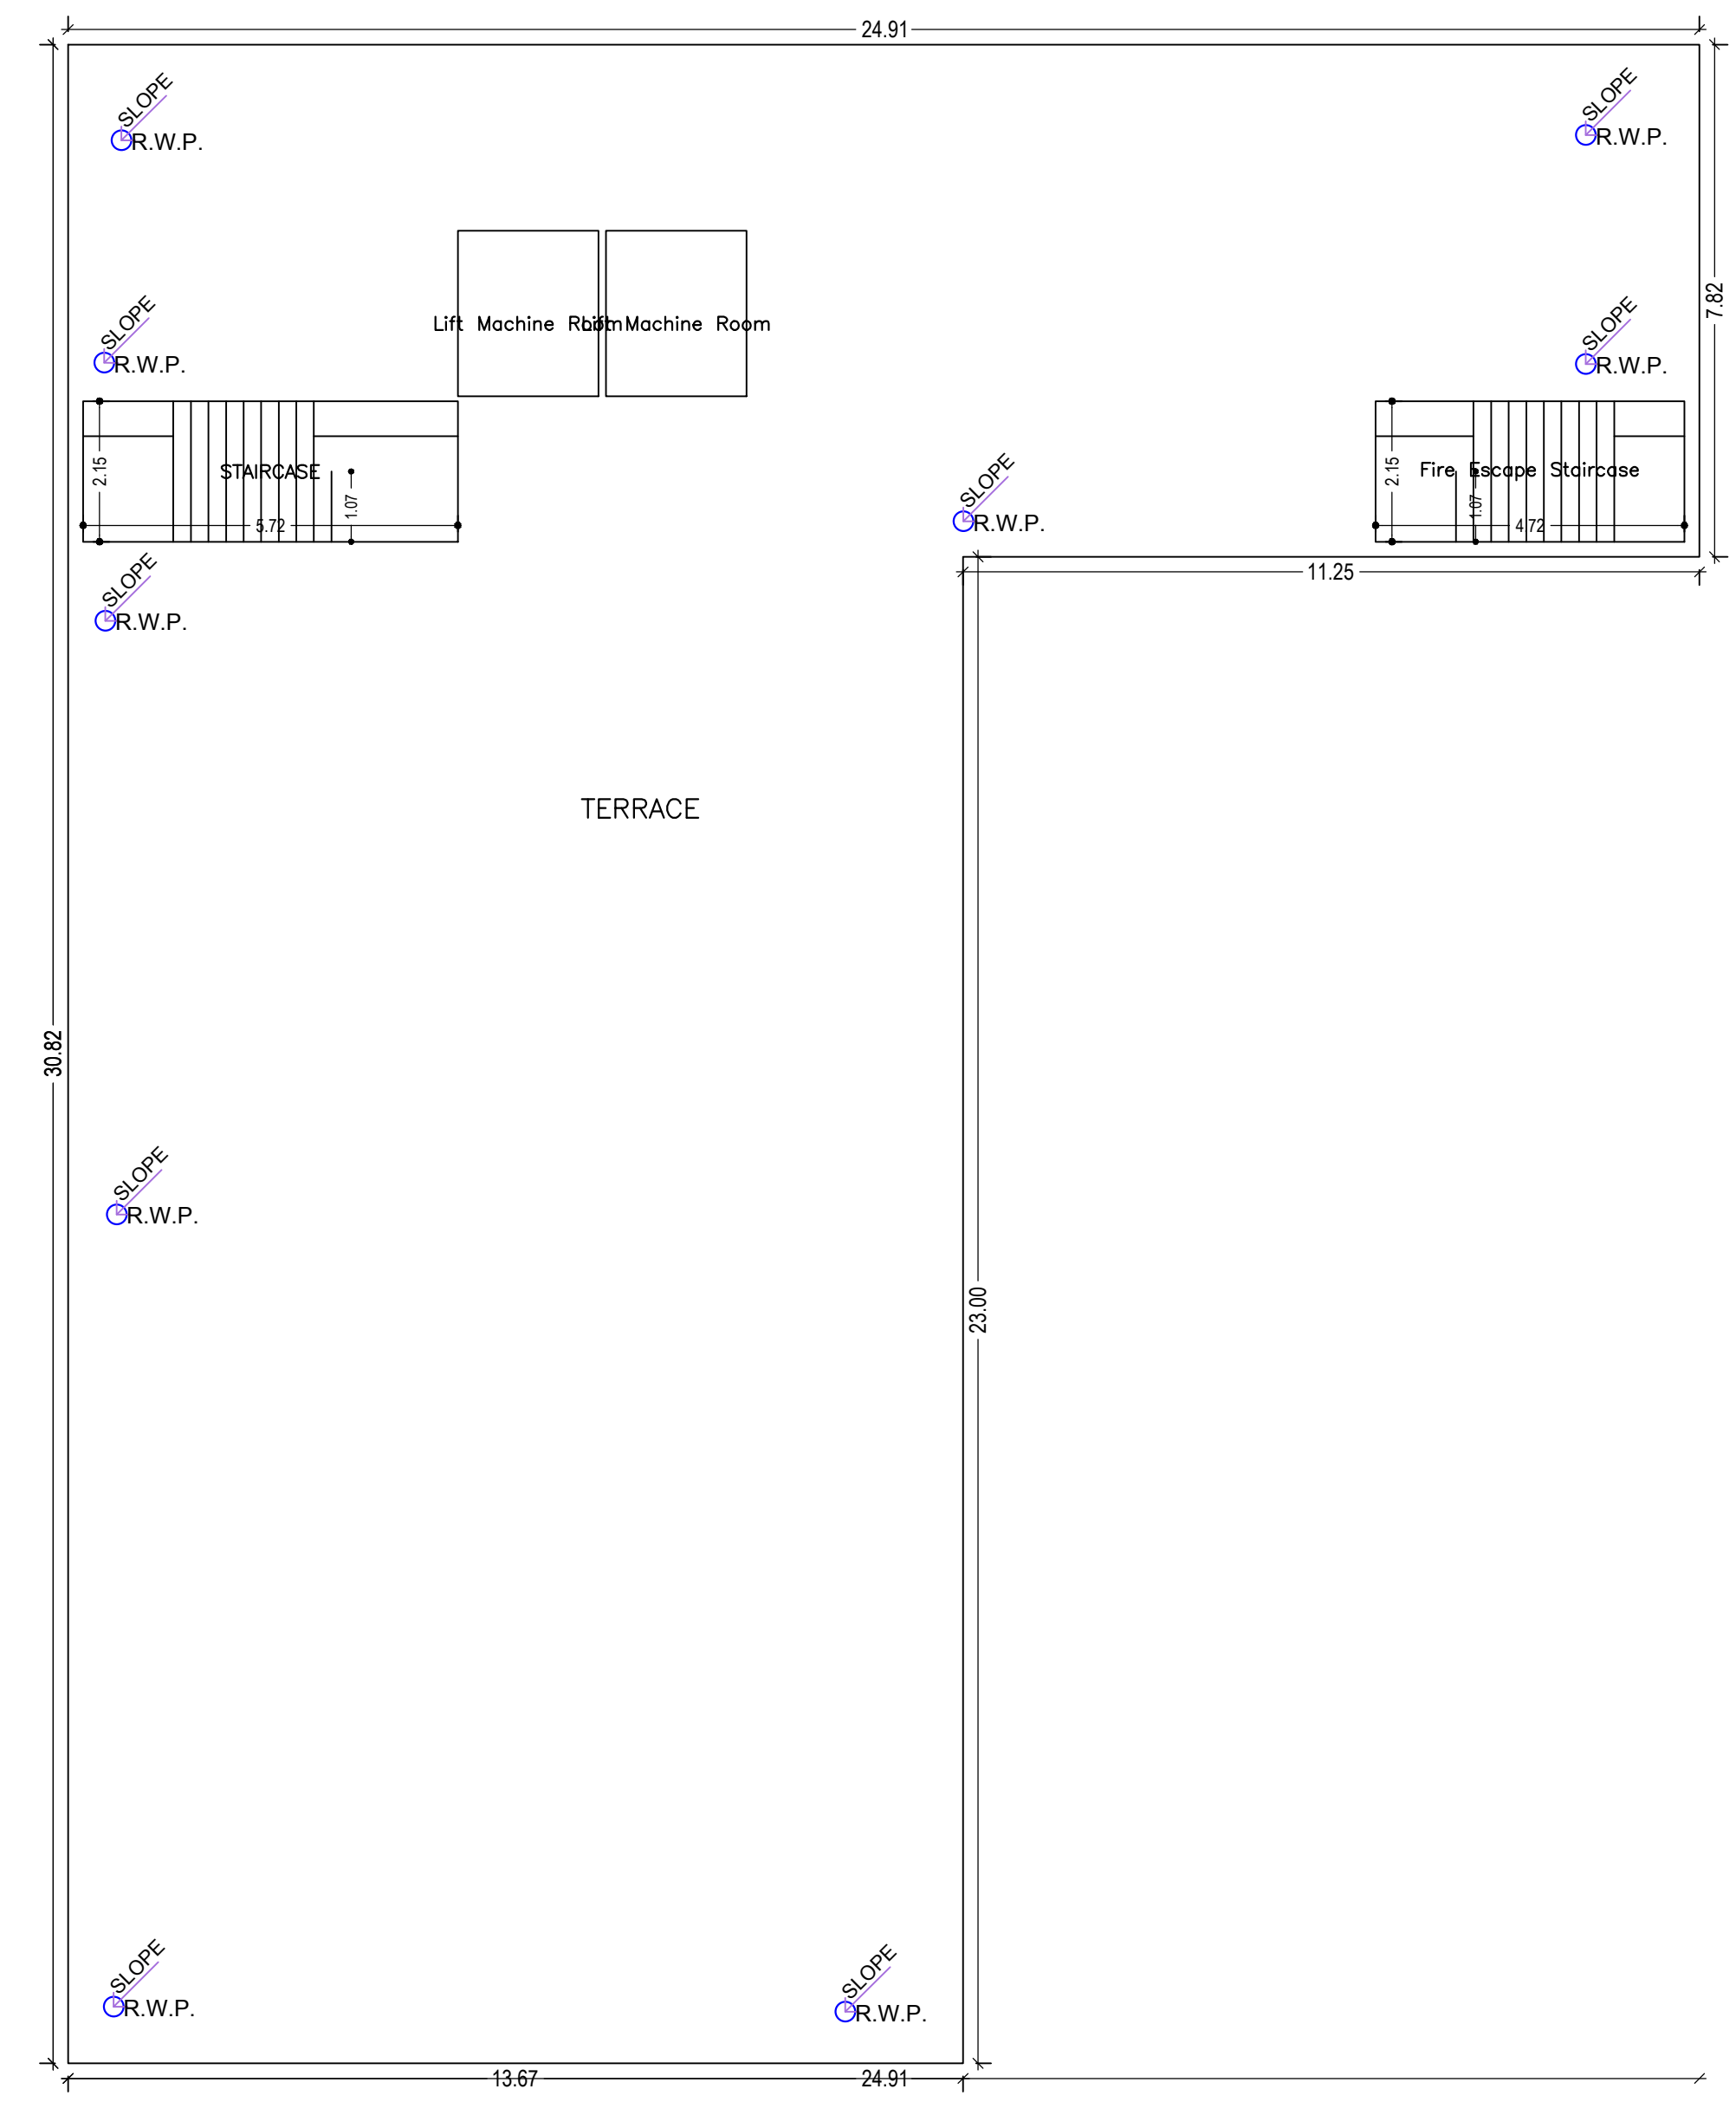 24.91
SLOPE
R.W.P.
SLOPE
R.W.P.
7.82
SLOPE
R.W.P.
Lift Machine Room
Lift Machine Room
SLOPE
R.W.P.
2.15
STAIRCASE
1.07
5.72
SLOPE
R.W.P.
2.15
Fire Escape Staircase
1.07
4.72
11.25
SLOPE
R.W.P.
TERRACE
30.82
SLOPE
R.W.P.
23.00
SLOPE
R.W.P.
SLOPE
R.W.P.
13.67
24.91